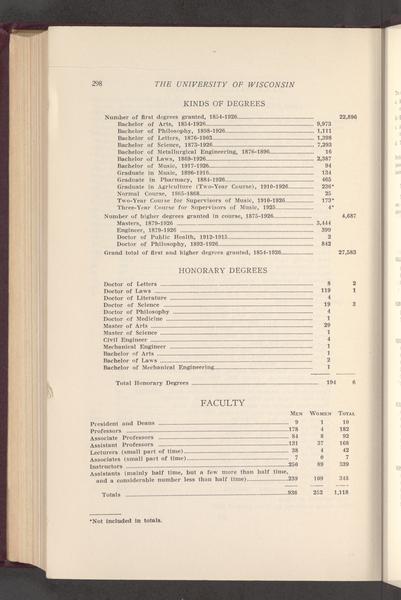 298 THE UNIVERSITY OF WISCONSIN
KINDS OF DEGREES
Number of first degrees granted, 1854-1926 22,896
Bachelor of Arts, 1854-1926 9,973
Bachelor of Philosophy, 1898-1926 1,111
Bachelor of Letters, 1876-1903 1,398
Bachelor of Science, 1873-1926 7,293
Bachelor of Metallurgical Engineering, 1876-1896 16
Bachelor of Laws, 1869-1926 2,387
Bachelor of Music, 1917-1926 94
Graduate in Music, 1896-1916 134
Graduate in Pharmacy, 1884-1926 465
Graduate in Agriculture (Two-Year Course), 1910-1926 236*
Normal Course, 1865-1868 25
Two-Year Course for Supervisors of Music, 1910-1926 173*
Three-Year Course for Supervisors of Music, 1925 4*
Number of higher degrees granted in course, 1875-1926 4,687
Masters, 1879-1926 3,444
Engineer, 1879-1926 399
Doctor of Public Health, 1912-1915 2
Doctor of Philosophy, 1892-1926 842
Grand total of first and higher degrees granted, 1854-1926 27,583
HONORARY DEGREES
Doctor of Letters 8 2
Doctor of Laws 119 1
Doctor of Literature 4
Doctor of Science 19 3
Doctor of Philosophy 4
Doctor of Medicine 1
Master of Arts 29
Master of Science 1
Civil Engineer 4
Mechanical Engineer 1
Bachelor of Arts 1
Bachelor of Laws 2
Bachelor of Mechanical Engineering 1
Total Honorary Degrees 194 6
FACULTY
MEN WOMEN TOTAL
President and Deans 9 1 10
Professors 178 4 182
Associate Professors 84 8 92
Assistant Professors 131 37 168
Lecturers (small part of time) 38 4 42
Associates (small part of time) 7 0 7
Instructors 250 89 339
Assistants (mainly half time, but a few more than half time,
and a considerable number less than half time) 239 109 348
Totals 936 252 1,118
*Not included in totals.